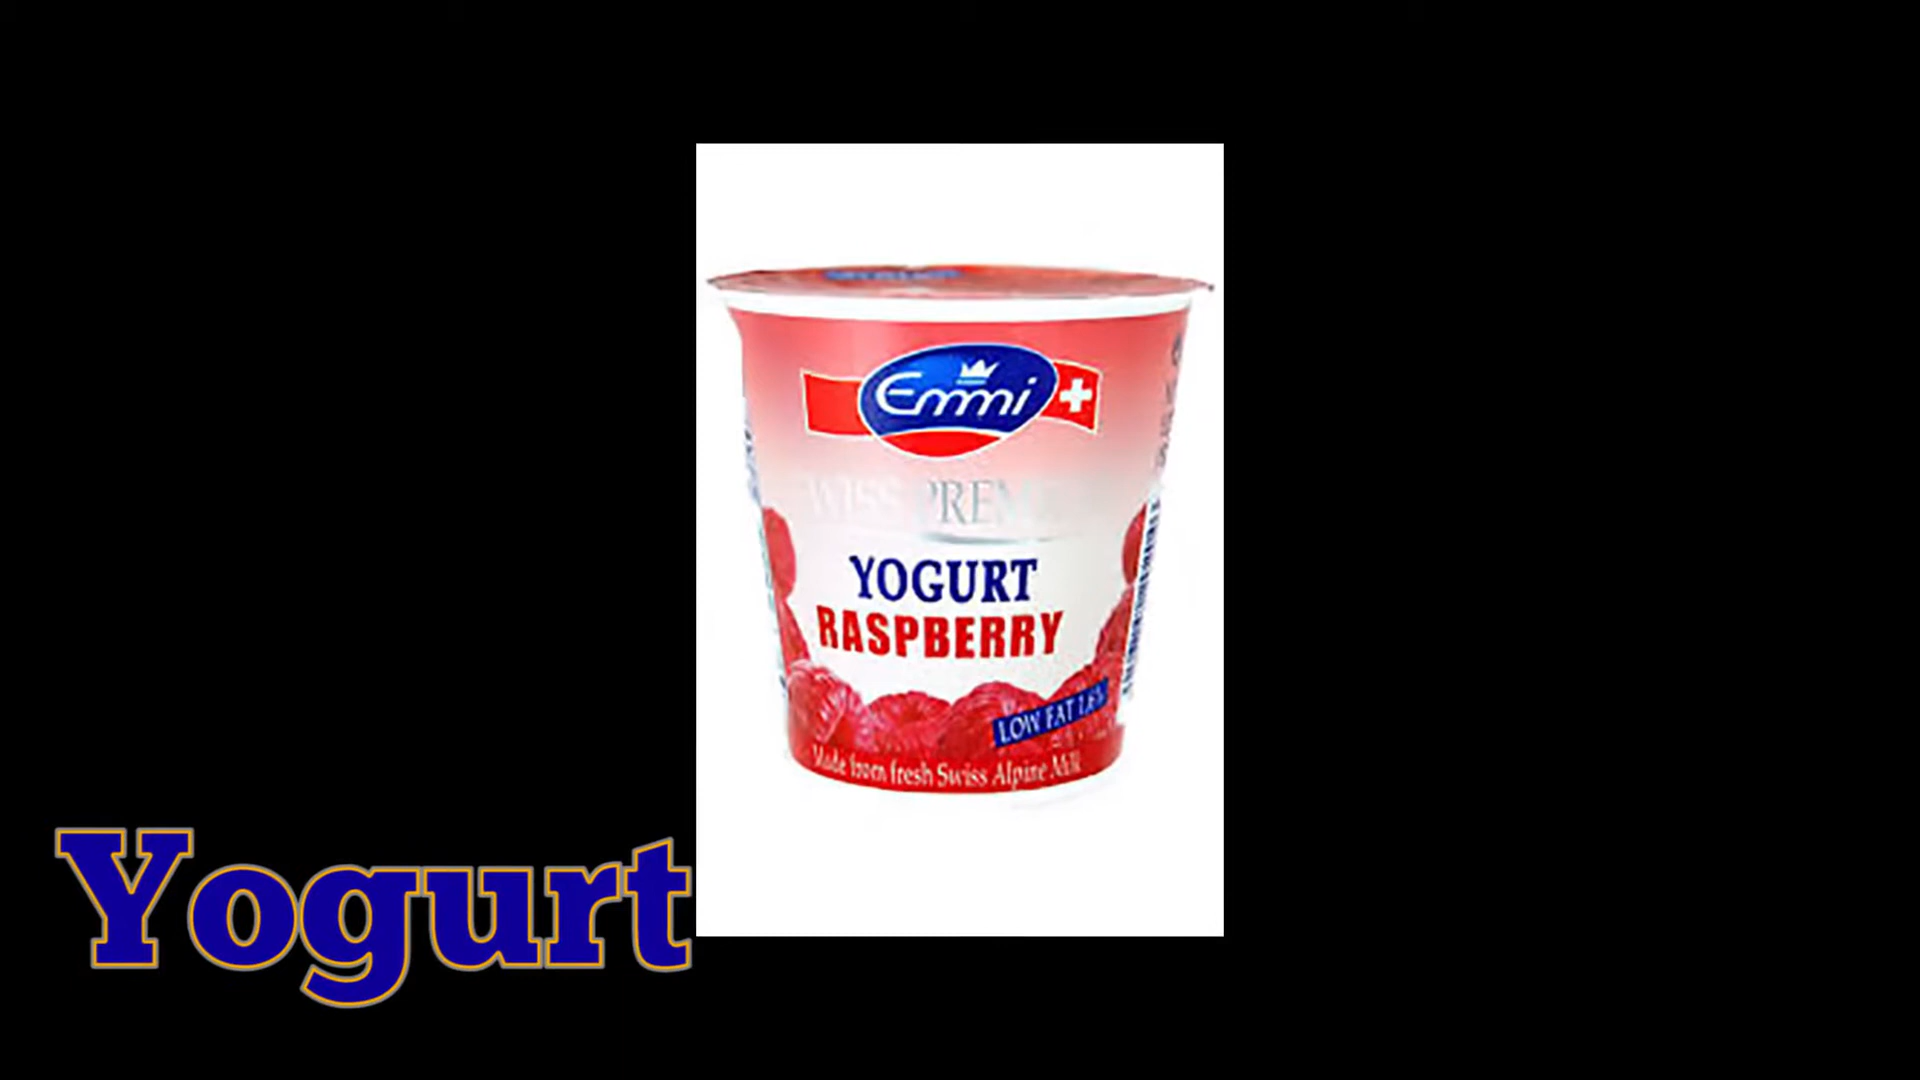 Emmi
YOGURT
RASPBERRY
LOW FAT
Made from fresh Swiss Alpine Milk
Yogurt